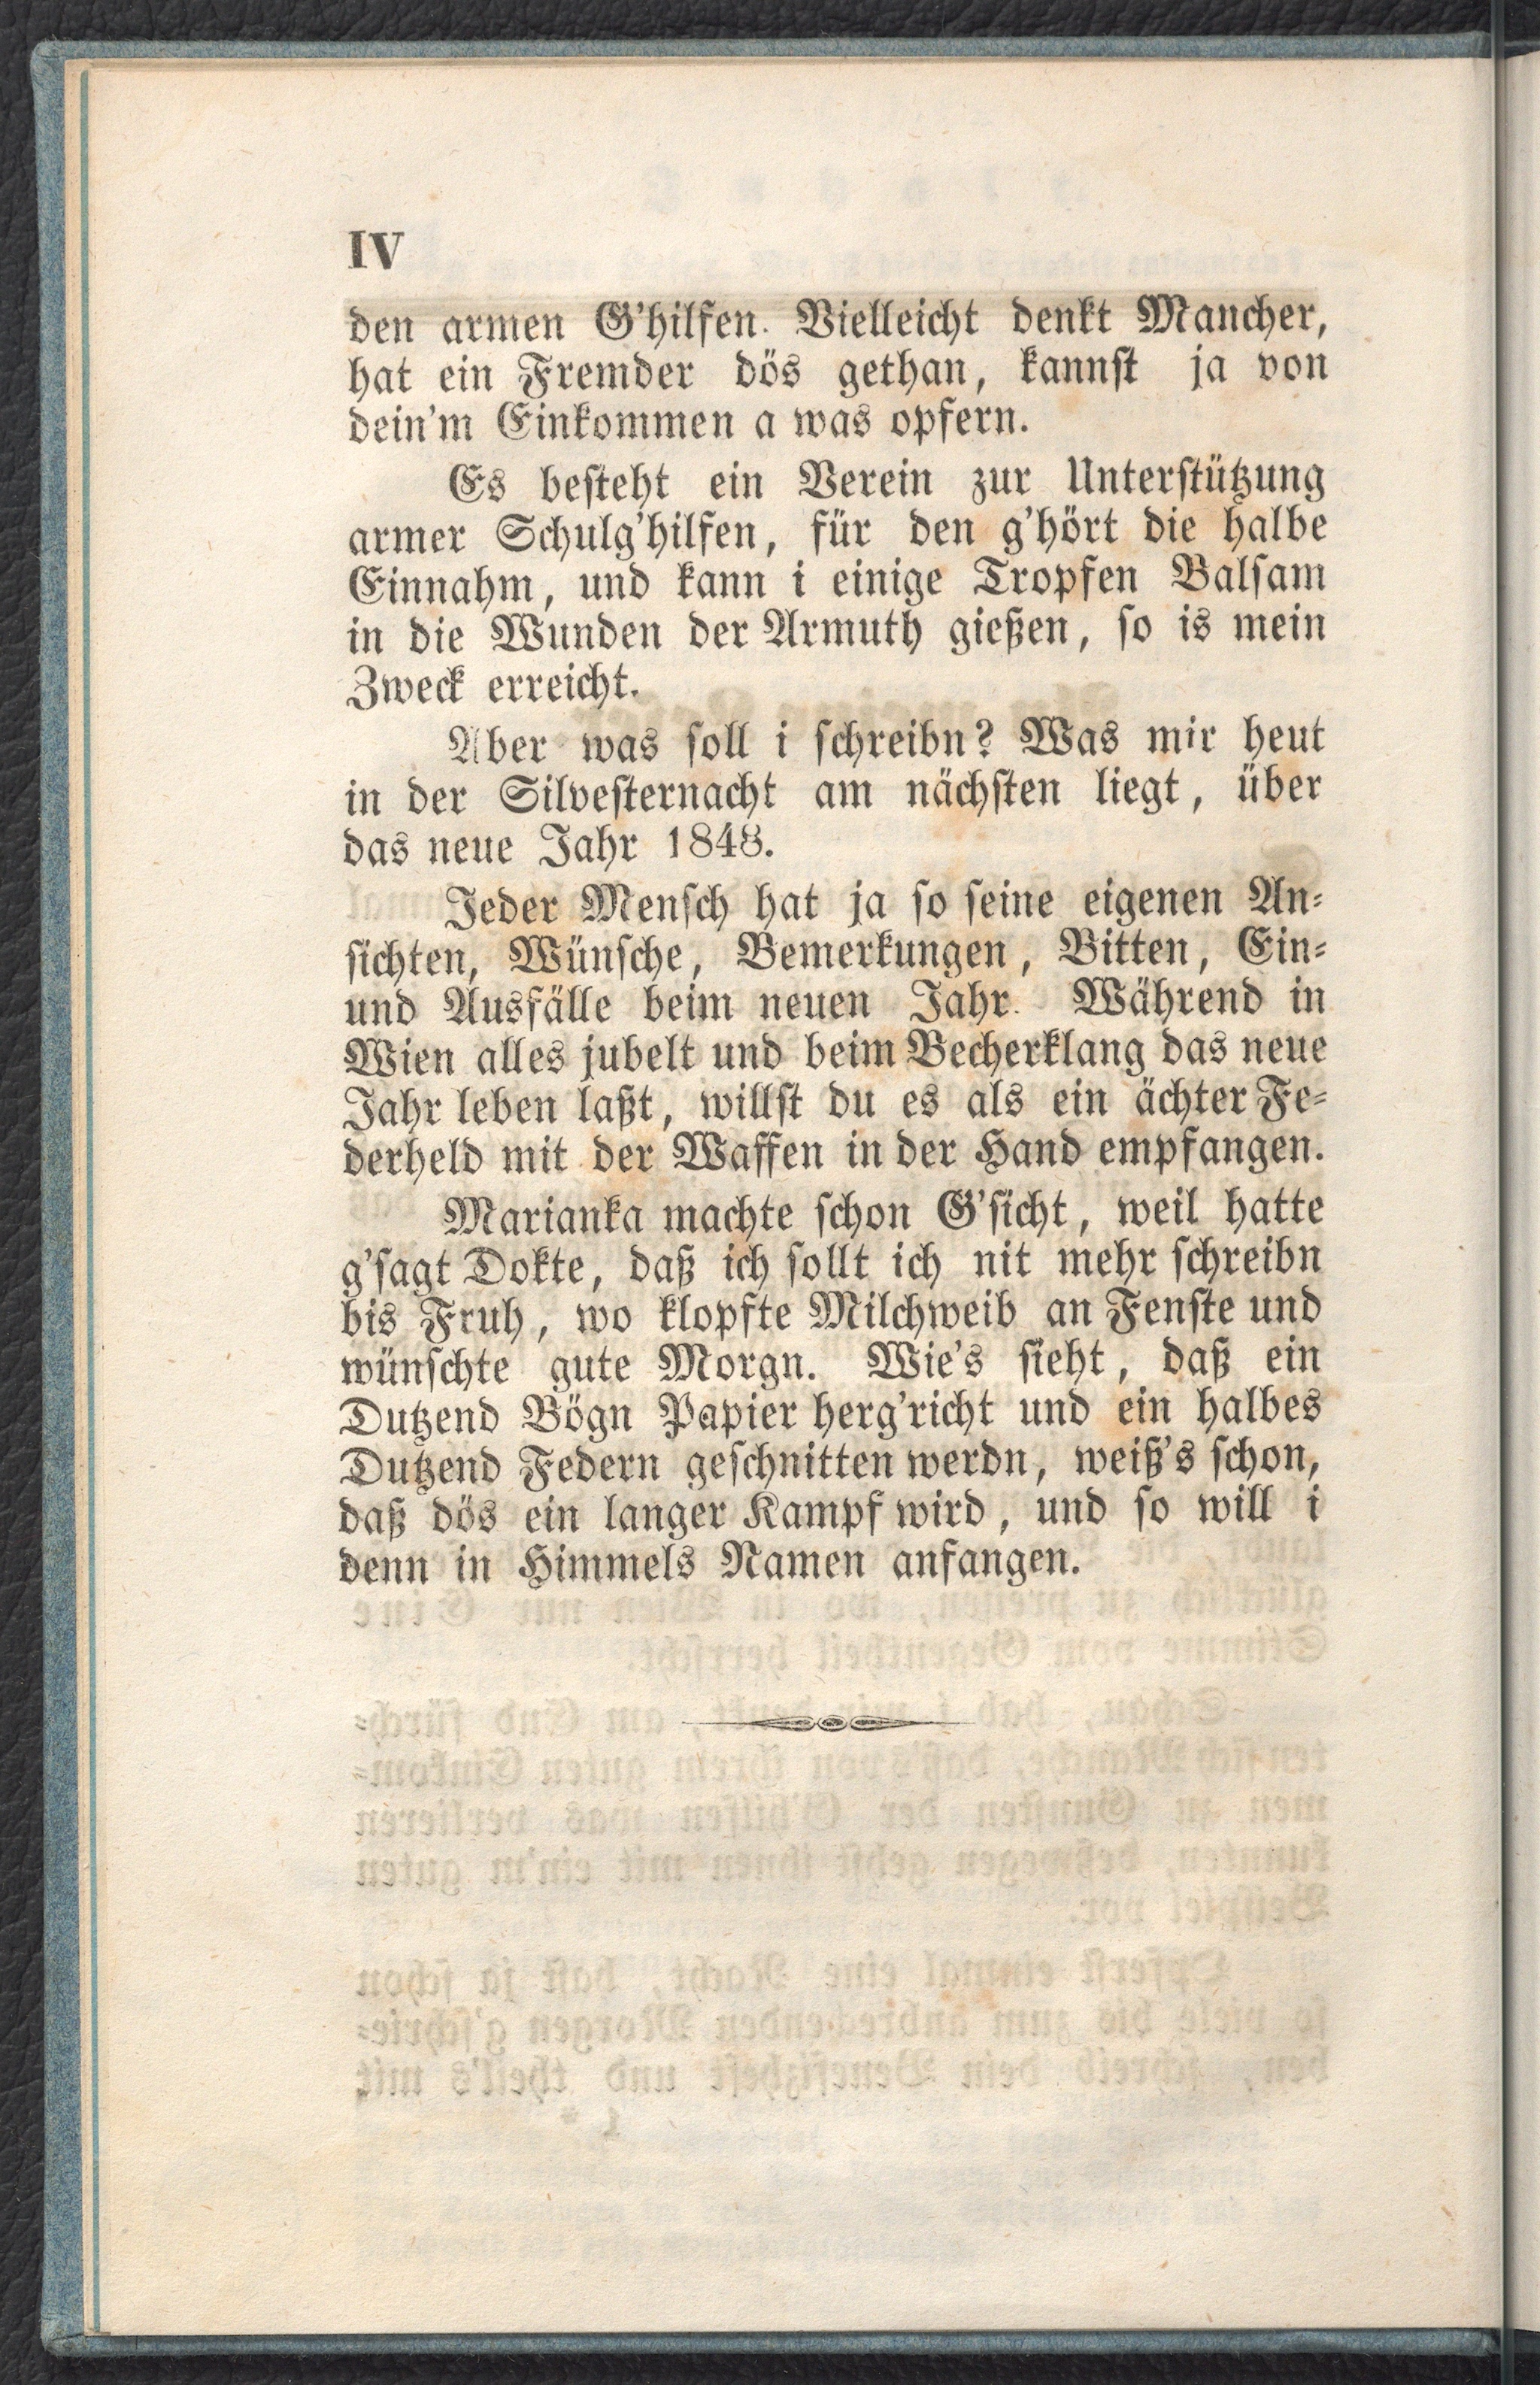 IV
den armen G'hilfen. Vielleicht denkt Mancher,
hat ein Fremder dös gethan, kannst ja von
dein'm Einkommen a was opfern.
Es besteht ein Verein zur Unterstützung
armer Schulg'hilfen, für den g'hört die halbe
Einnahm, und kann i einige Tropfen Balsam
in die Wunden der Armuth gießen, so is mein
Zweck erreicht.
Aber was soll i schreibn? Was mir heut
in der Silvesternacht am nächsten liegt, über
das neue Jahr 1848.
Jeder Mensch hat ja so seine eigenen An-
sichten, Wünsche, Bemerkungen, Bitten, Ein-
und Ausfälle beim neuen Jahr. Während in
Wien alles jubelt und beim Becherklang das neue
Jahr leben laßt, willst du es als ein ächter Fe-
derheld mit der Waffen in der Hand empfangen.
Marianka machte schon G'sicht, weil hatte
g'sagt Dokte, daß ich sollt ich nit mehr schreibn
bis Fruh, wo klopfte Milchweib an Fenste und
wünschte gute Morgn. Wie's sieht, daß ein
Dutzend Bögn Papier herg'richt und ein halbes
Dutzend Federn geschnitten werdn, weiß's schon,
daß dös ein langer Kampf wird, und so will i
denn in Himmels Namen anfangen.